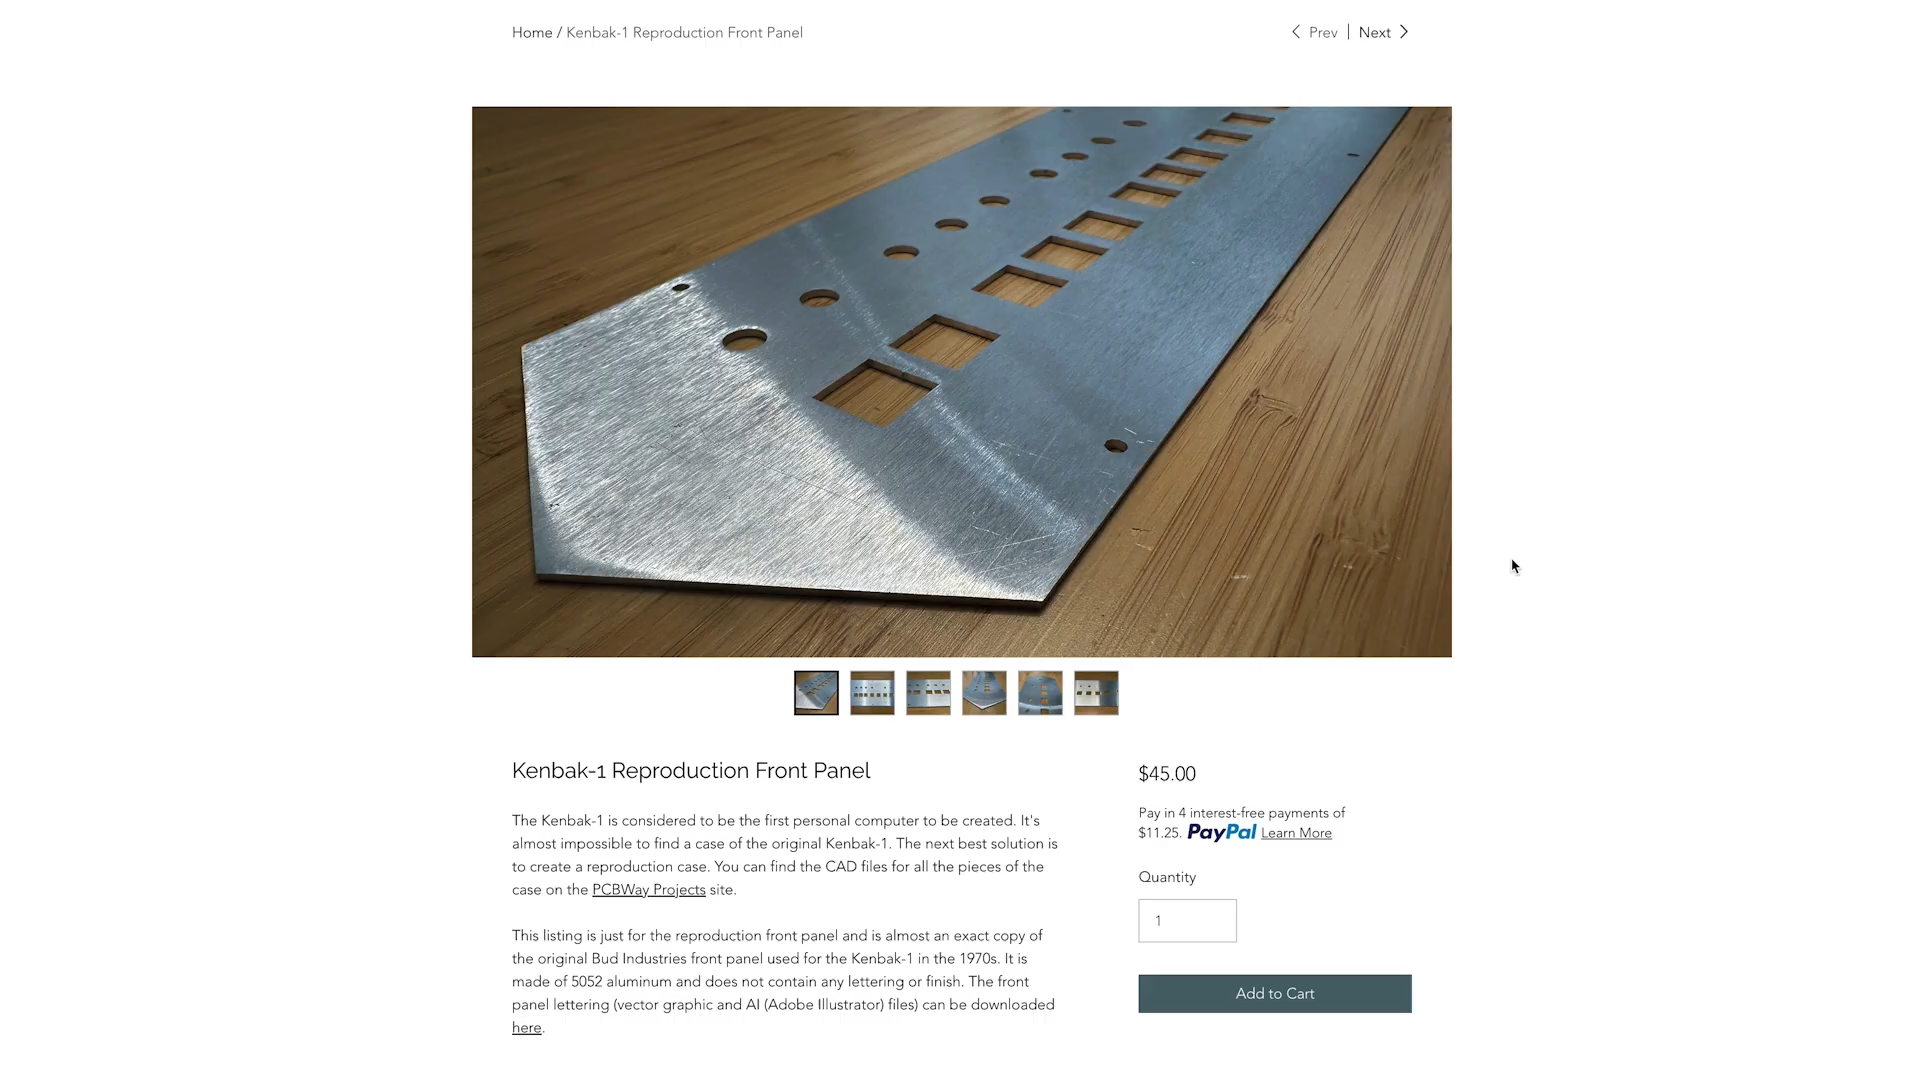 Home / Kenbak-1 Reproduction Front Panel
Prev | Next
Kenbak-1 Reproduction Front Panel
The Kenbak-1 is considered to be the first personal computer to be created. It's
almost impossible to find a case of the original Kenbak-1. The next best solution is
to create a reproduction case. You can find the CAD files for all the pieces of the
case on the PCBWay Projects site.
This listing is just for the reproduction front panel and is almost an exact copy of
the original Bud Industries front panel used for the Kenbak-1 in the 1970s. It is
made of 5052 aluminum and does not contain any lettering or finish. The front
panel lettering (vector graphic and AI (Adobe Illustrator) files) can be downloaded
here.
$45.00
Pay in 4 interest-free payments of
$11.25. PayPal Learn More
Quantity
1
Add to Cart